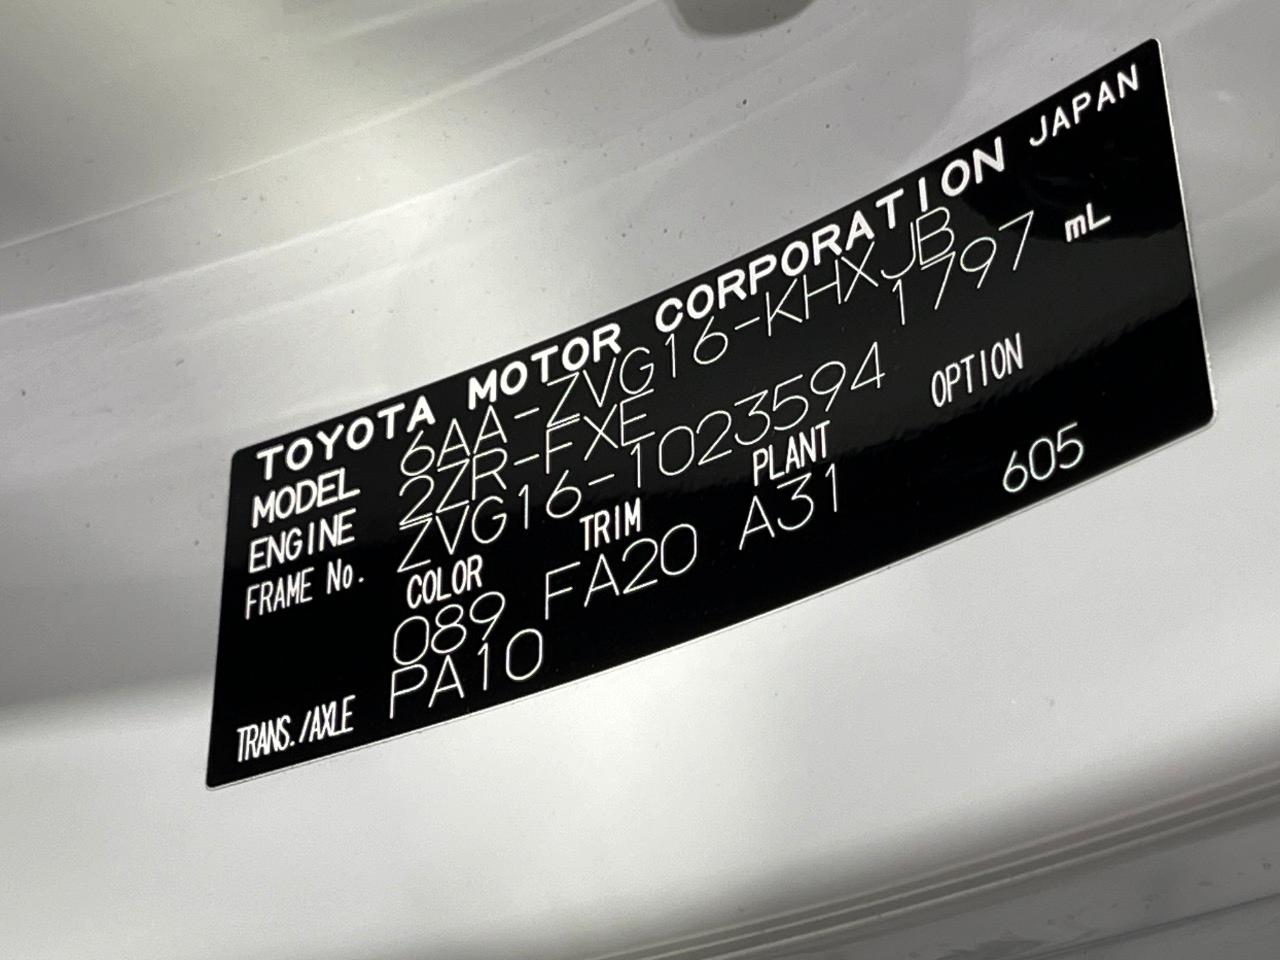 TOYOTA MOTOR CORPORATION JAPAN
MODEL 6AA-ZVG16-KHXJB
ENGINE 2ZR-FXE 1797 mL
FRAME No. ZVG16-1023594
COLOR TRIM PLANT OPTION
089 FA20 A31 605
TRANS./AXLE PA10